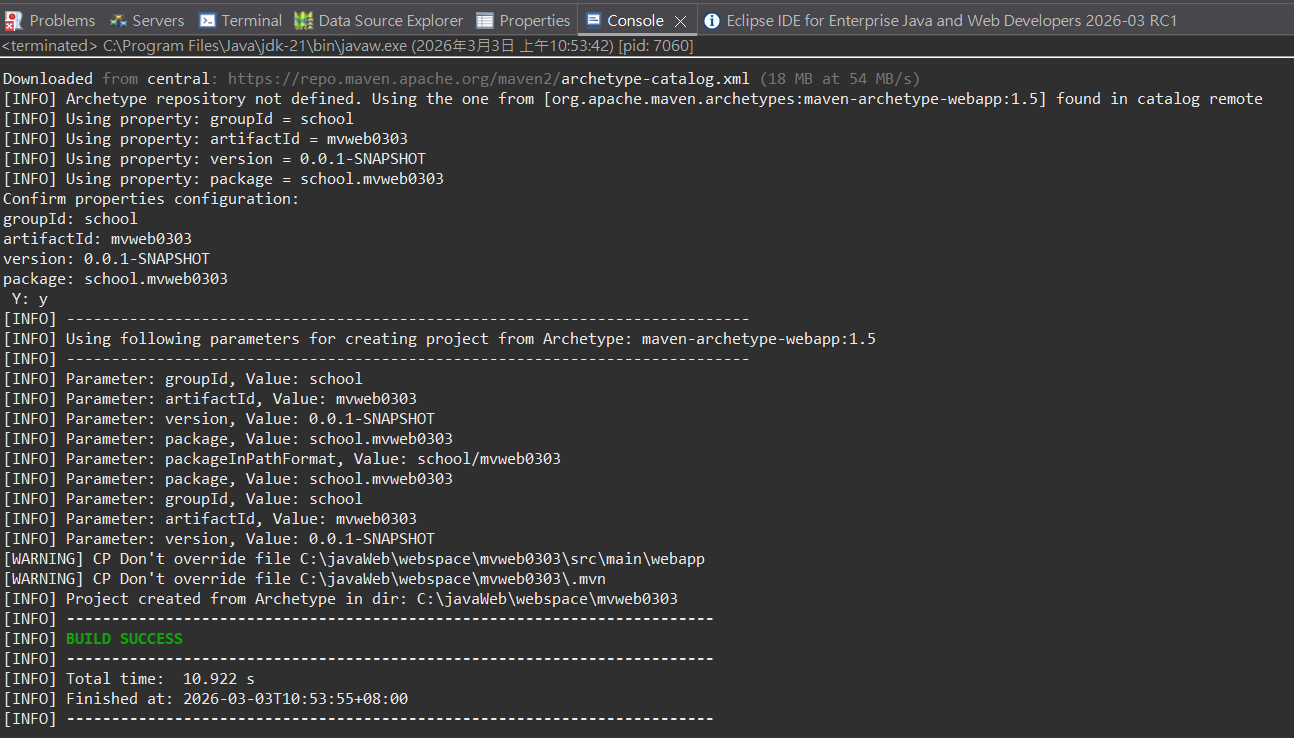 Problems Servers Terminal Data Source Explorer Properties Console Eclipse IDE for Enterprise Java and Web Developers 2026-03 RC1
<terminated> C:\Program Files\Java\jdk-21\bin\javaw.exe (2026年3月3日 上午10:53:42) [pid: 7060]
Downloaded from central: https://repo.maven.apache.org/maven2/archetype-catalog.xml (18 MB at 54 MB/s)
[INFO] Archetype repository not defined. Using the one from [org.apache.maven.archetypes:maven-archetype-webapp:1.5] found in catalog remote
[INFO] Using property: groupId = school
[INFO] Using property: artifactId = mvweb0303
[INFO] Using property: version = 0.0.1-SNAPSHOT
[INFO] Using property: package = school.mvweb0303
Confirm properties configuration:
groupId: school
artifactId: mvweb0303
version: 0.0.1-SNAPSHOT
package: school.mvweb0303
 Y: y
[INFO] ----------------------------------------------------------------------------
[INFO] Using following parameters for creating project from Archetype: maven-archetype-webapp:1.5
[INFO] ----------------------------------------------------------------------------
[INFO] Parameter: groupId, Value: school
[INFO] Parameter: artifactId, Value: mvweb0303
[INFO] Parameter: version, Value: 0.0.1-SNAPSHOT
[INFO] Parameter: package, Value: school.mvweb0303
[INFO] Parameter: packageInPathFormat, Value: school/mvweb0303
[INFO] Parameter: package, Value: school.mvweb0303
[INFO] Parameter: groupId, Value: school
[INFO] Parameter: artifactId, Value: mvweb0303
[INFO] Parameter: version, Value: 0.0.1-SNAPSHOT
[WARNING] CP Don't override file C:\javaWeb\webspace\mvweb0303\src\main\webapp
[WARNING] CP Don't override file C:\javaWeb\webspace\mvweb0303\.mvn
[INFO] Project created from Archetype in dir: C:\javaWeb\webspace\mvweb0303
[INFO] ------------------------------------------------------------------------
[INFO] BUILD SUCCESS
[INFO] ------------------------------------------------------------------------
[INFO] Total time:  10.922 s
[INFO] Finished at: 2026-03-03T10:53:55+08:00
[INFO] ------------------------------------------------------------------------